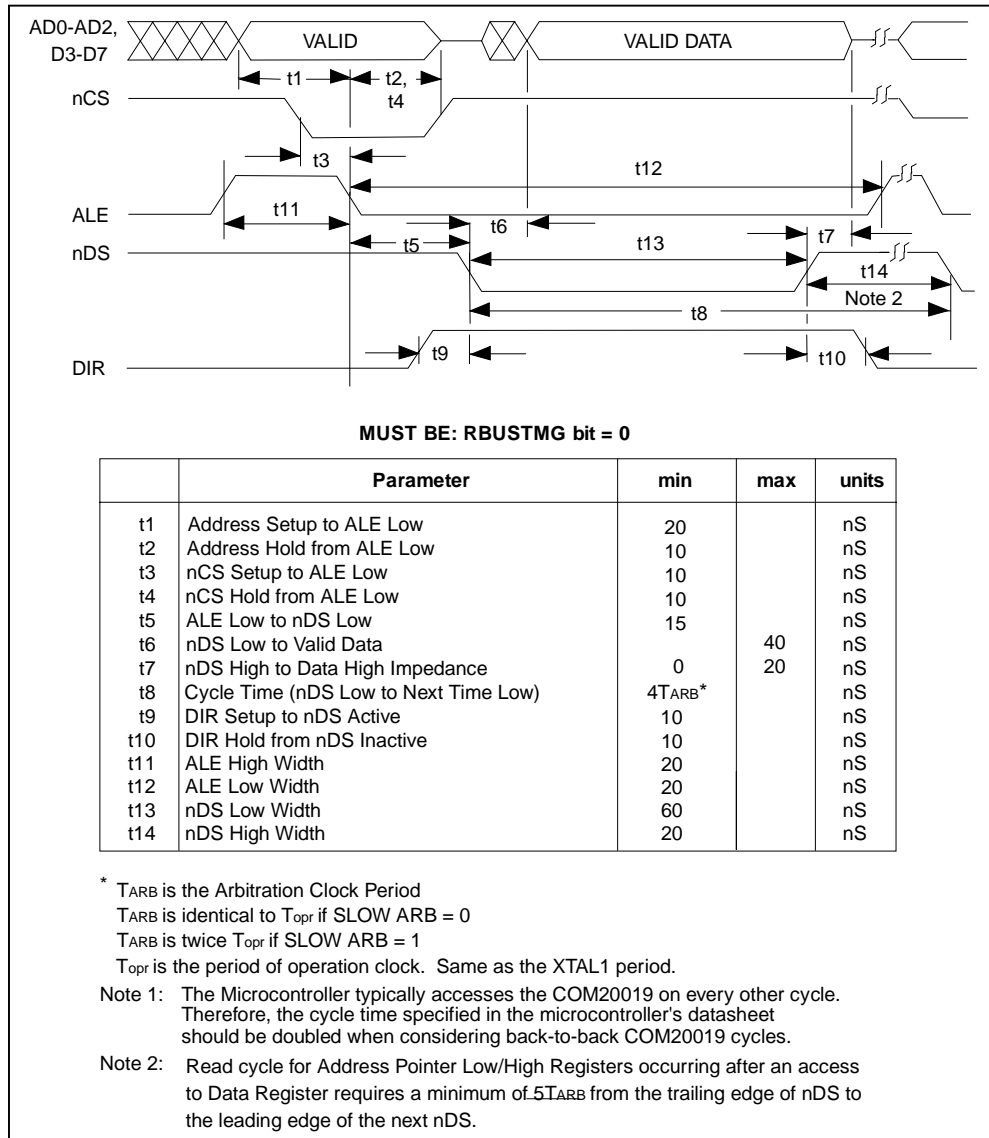 AD0-AD2,
D3-D7
VALID
VALID DATA
t1
t2,
t4
nCS
t3
t12
ALE
t11
t5
t6
t13
t7
nDS
t14
Note 2
t8
DIR
t9
t10
MUST BE: RBUSTMG bit = 0
Parameter min max units
t1 Address Setup to ALE Low 20 nS
t2 Address Hold from ALE Low 10 nS
t3 nCS Setup to ALE Low 10 nS
t4 nCS Hold from ALE Low 10 nS
t5 ALE Low to nDS Low 15 nS
t6 nDS Low to Valid Data 40 nS
t7 nDS High to Data High Impedance 0 20 nS
t8 Cycle Time (nDS Low to Next Time Low) 4TARB* nS
t9 DIR Setup to nDS Active 10 nS
t10 DIR Hold from nDS Inactive 10 nS
t11 ALE High Width 20 nS
t12 ALE Low Width 20 nS
t13 nDS Low Width 60 nS
t14 nDS High Width 20 nS
* TARB is the Arbitration Clock Period
TARB is identical to Topr if SLOW ARB = 0
TARB is twice Topr if SLOW ARB = 1
Topr is the period of operation clock. Same as the XTAL1 period.
Note 1: The Microcontroller typically accesses the COM20019 on every other cycle.
Therefore, the cycle time specified in the microcontroller's datasheet
should be doubled when considering back-to-back COM20019 cycles.
Note 2: Read cycle for Address Pointer Low/High Registers occurring after an access
to Data Register requires a minimum of 5TARB from the trailing edge of nDS to
the leading edge of the next nDS.